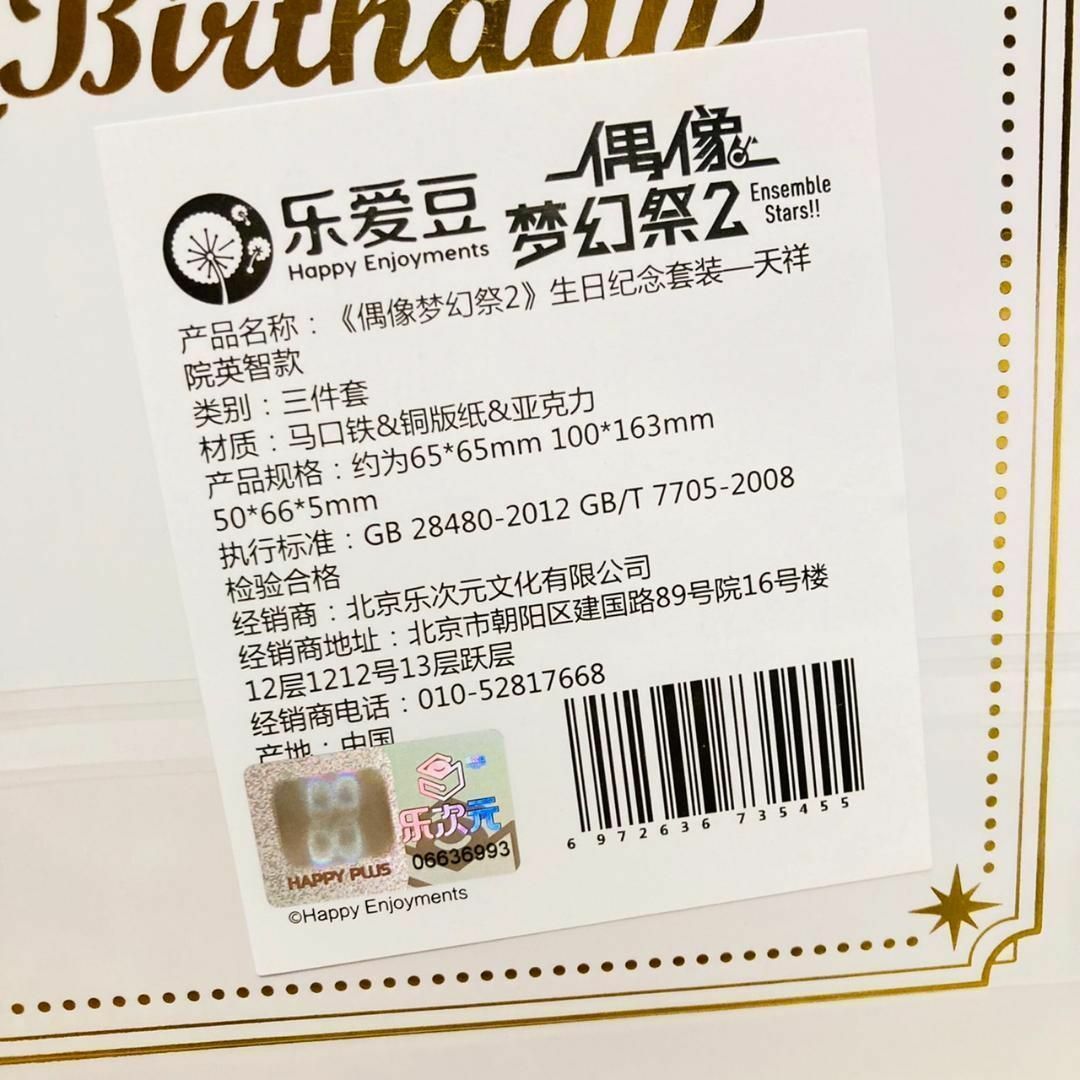 Birthday
乐爱豆
Happy Enjoyments
偶像
梦幻祭2
Ensemble
Stars!!
产品名称：《偶像梦幻祭2》生日纪念套装—天祥
院英智款
类别：三件套
材质：马口铁&铜版纸&亚克力
产品规格：约为65*65mm 100*163mm
50*66*5mm
执行标准：GB 28480-2012 GB/T 7705-2008
检验合格
经销商：北京乐次元文化有限公司
经销商地址：北京市朝阳区建国路89号院16号楼
12层1212号13层跃层
经销商电话：010-52817668
产地：中国
乐次元
06636993
HAPPY PLUS
©Happy Enjoyments
6 972636 735455